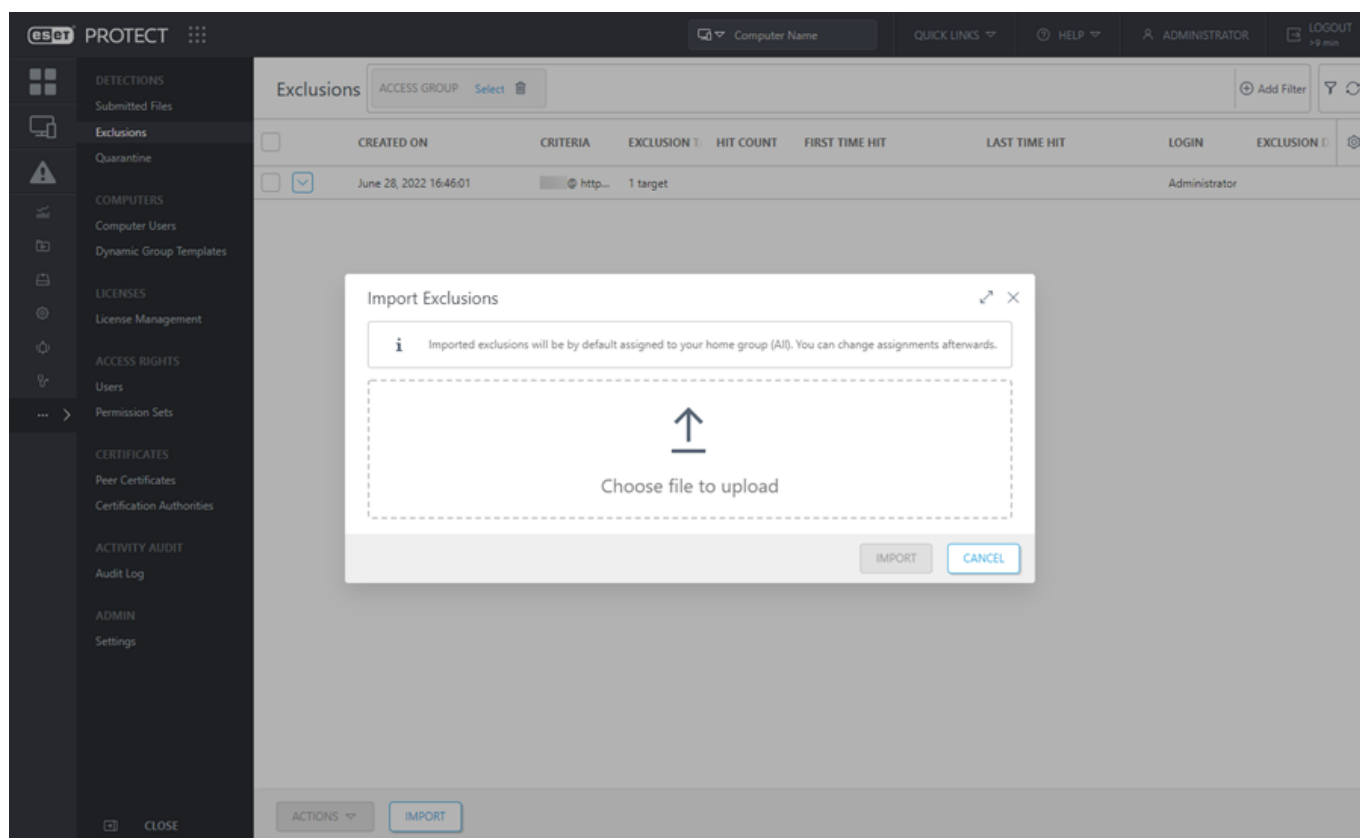 eset PROTECT
Computer Name
QUICK LINKS
HELP
ADMINISTRATOR
LOGOUT
>9 min
DETECTIONS
Submitted Files
Exclusions
Quarantine
COMPUTERS
Computer Users
Dynamic Group Templates
LICENSES
License Management
ACCESS RIGHTS
Users
Permission Sets
CERTIFICATES
Peer Certificates
Certification Authorities
ACTIVITY AUDIT
Audit Log
ADMIN
Settings
CLOSE
Exclusions
ACCESS GROUP Select
Add Filter
CREATED ON CRITERIA EXCLUSION T HIT COUNT FIRST TIME HIT LAST TIME HIT LOGIN EXCLUSION D
June 28, 2022 16:46:01 @ http... 1 target Administrator
Import Exclusions
i Imported exclusions will be by default assigned to your home group (All). You can change assignments afterwards.
Choose file to upload
IMPORT
CANCEL
ACTIONS
IMPORT